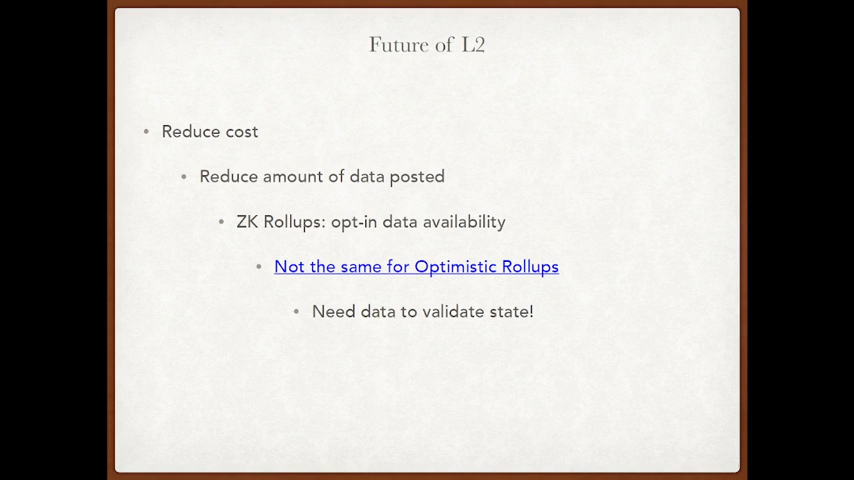 Future of L2
• Reduce cost
• Reduce amount of data posted
• ZK Rollups: opt-in data availability
• Not the same for Optimistic Rollups
• Need data to validate state!